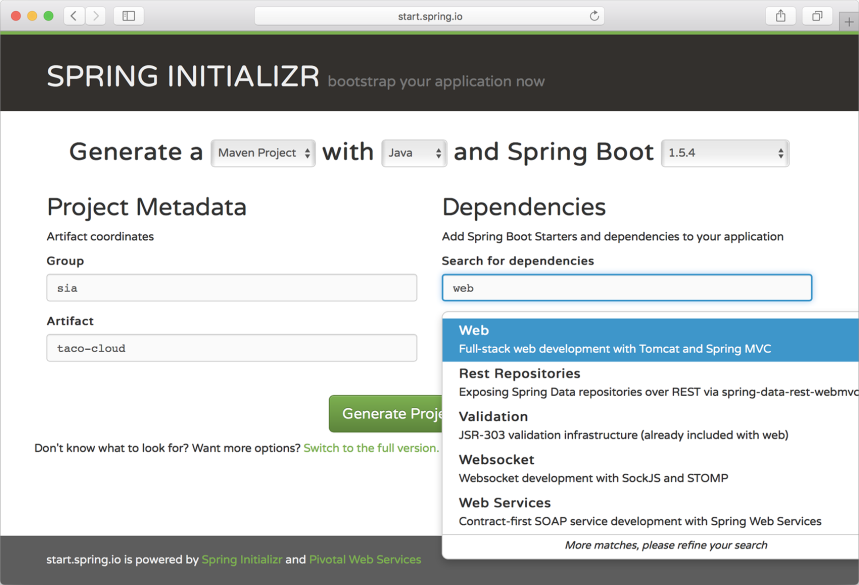 start.spring.io
SPRING INITIALIZR bootstrap your application now
Generate a Maven Project with Java and Spring Boot 1.5.4
Project Metadata
Artifact coordinates
Group
sia
Artifact
taco-cloud
Dependencies
Add Spring Boot Starters and dependencies to your application
Search for dependencies
web
Web
Full-stack web development with Tomcat and Spring MVC
Rest Repositories
Exposing Spring Data repositories over REST via spring-data-rest-webmvc
Validation
JSR-303 validation infrastructure (already included with web)
Websocket
Websocket development with SockJS and STOMP
Web Services
Contract-first SOAP service development with Spring Web Services
More matches, please refine your search
Generate Proje
Don't know what to look for? Want more options? Switch to the full version.
start.spring.io is powered by Spring Initializr and Pivotal Web Services